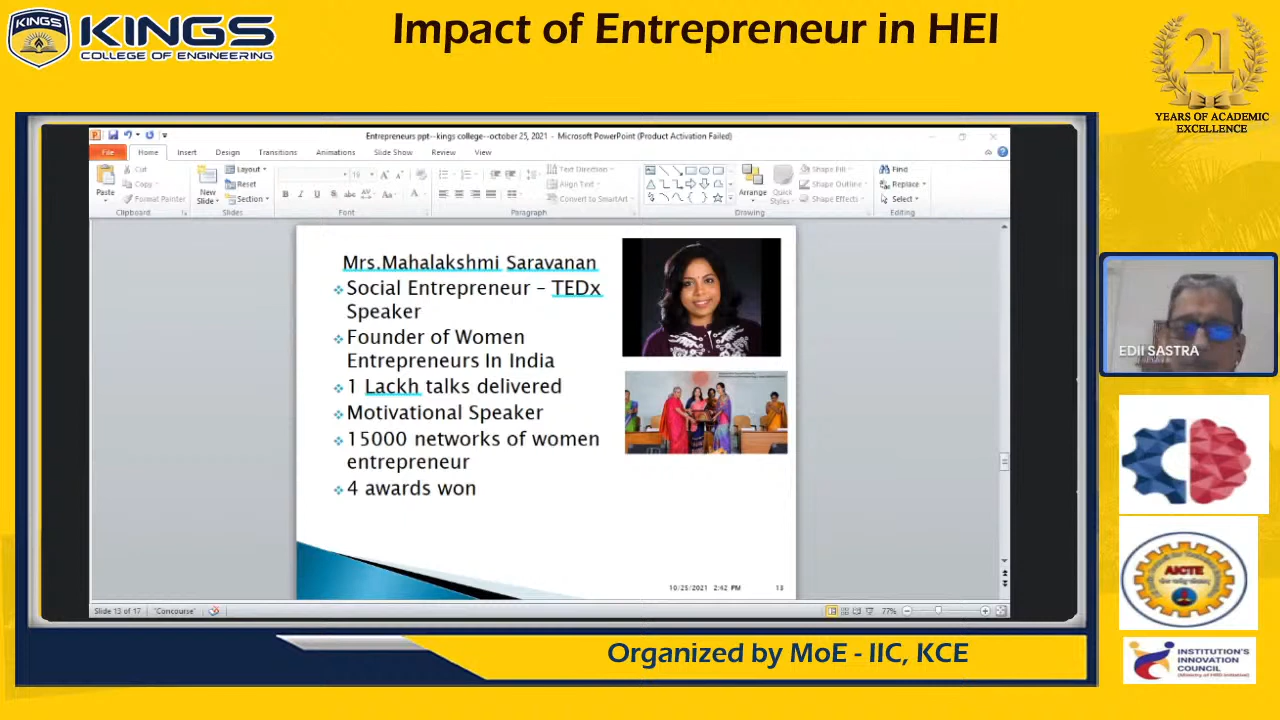 KINGS
COLLEGE OF ENGINEERING
Impact of Entrepreneur in HEI
21
YEARS OF ACADEMIC
EXCELLENCE
Entrepreneurs ppt--kings college--october 25, 2021 - Microsoft PowerPoint (Product Activation Failed)
File Home Insert Design Transitions Animations Slide Show Review View
Paste
Cut
Copy
Format Painter
Clipboard
New
Slide
Layout
Reset
Section
Slides
18
Font
Paragraph
Text Direction
Align Text
Convert to SmartArt
Arrange
Quick
Styles
Shape Fill
Shape Outline
Shape Effects
Drawing
Find
Replace
Select
Editing
Mrs.Mahalakshmi Saravanan
Social Entrepreneur – TEDx
Speaker
Founder of Women
Entrepreneurs In India
1 Lackh talks delivered
Motivational Speaker
15000 networks of women
entrepreneur
4 awards won
10/25/2021 2:42 PM 13
Slide 13 of 17 "Concourse" 77%
EDII SASTRA
AICTE
INSTITUTION'S
INNOVATION
COUNCIL
(Ministry of HRD Initiative)
Organized by MoE - IIC, KCE